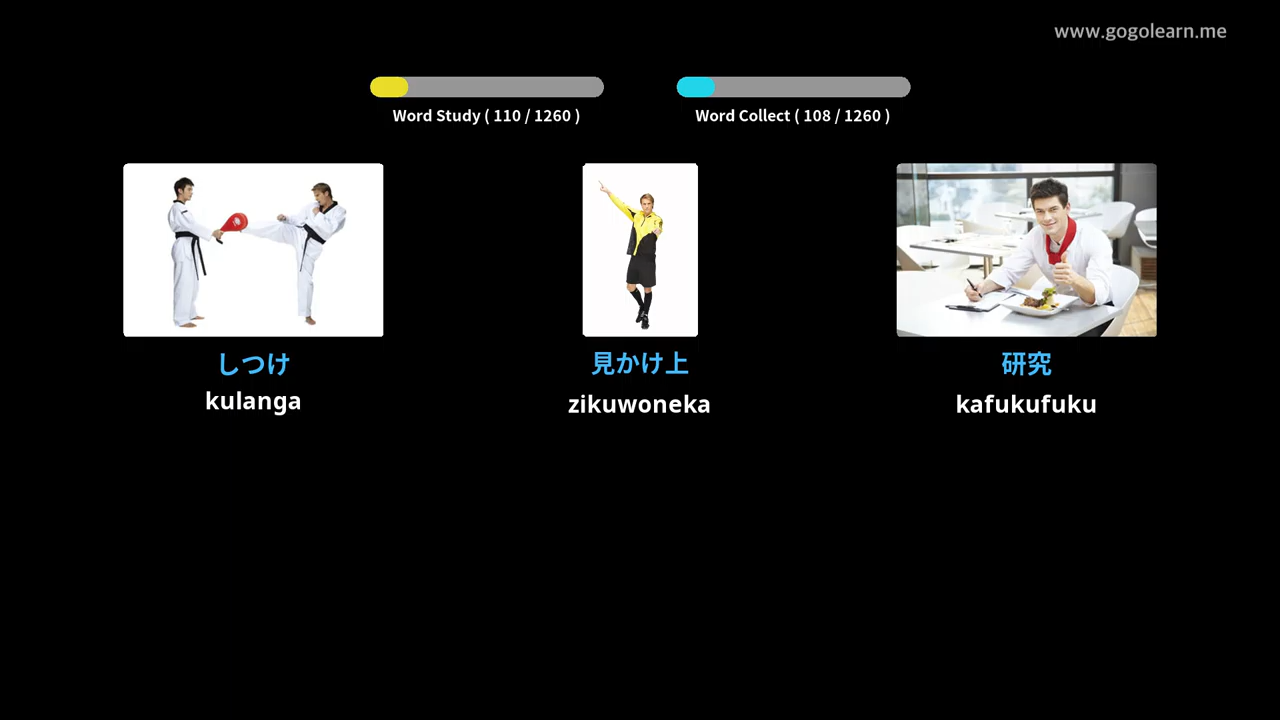 www.gogolearn.me
Word Study ( 110 / 1260 )
Word Collect ( 108 / 1260 )
しつけ
kulanga
見かけ上
zikuwoneka
研究
kafukufuku